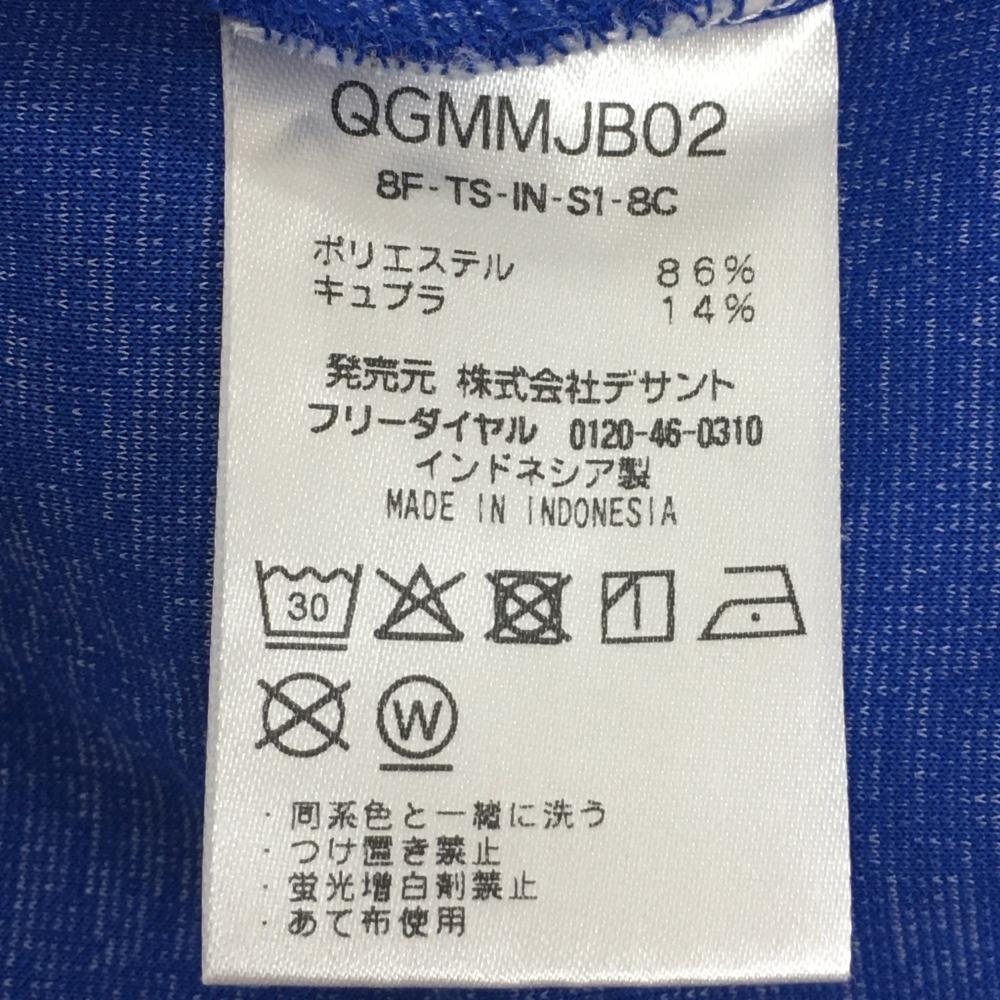 QGMMJB02
8F-TS-IN-S1-8C
ポリエステル 86%
キュプラ 14%
発売元 株式会社デサント
フリーダイヤル 0120-46-0310
インドネシア製
MADE IN INDONESIA
30
W
・同系色と一緒に洗う
・つけ置き禁止
・蛍光増白剤禁止
・あて布使用